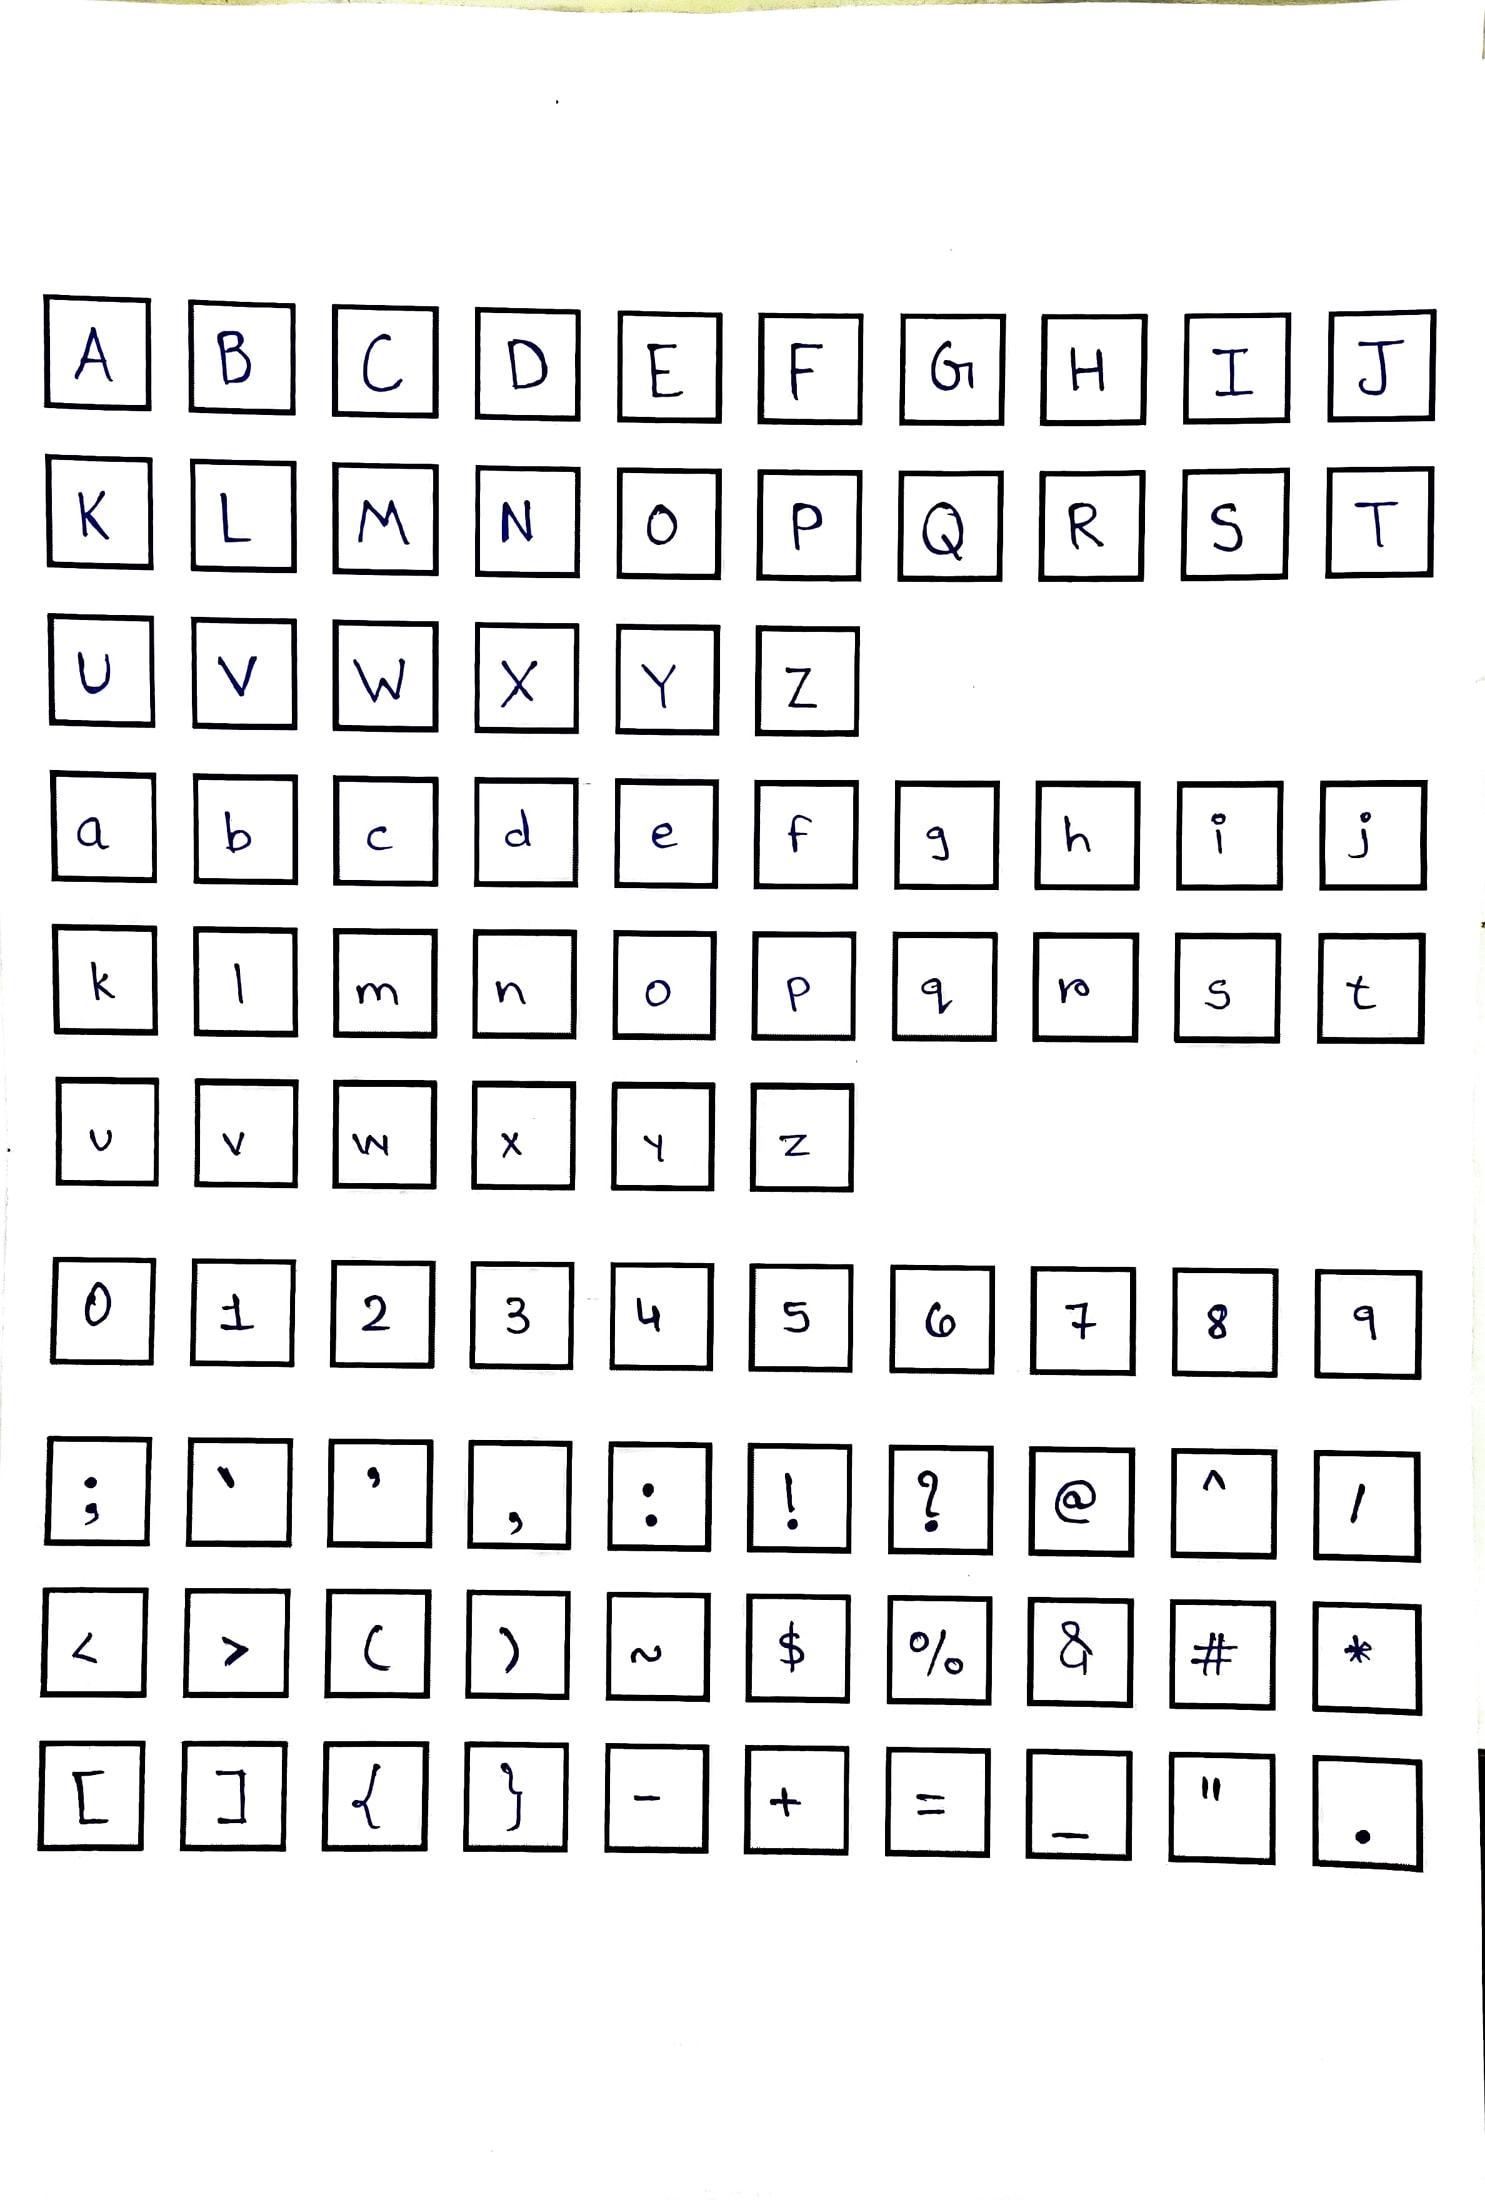 A B C D E F G H I J
K L M N O P Q R S T
U V W X Y Z
a b c d e f g h i j
k l m n o p q r s t
u v w x y z
0 1 2 3 4 5 6 7 8 9
; ` ' , : ! ? @ ^ /
< > ( ) ~ $ % & # *
[ ] { } - + = _ " .